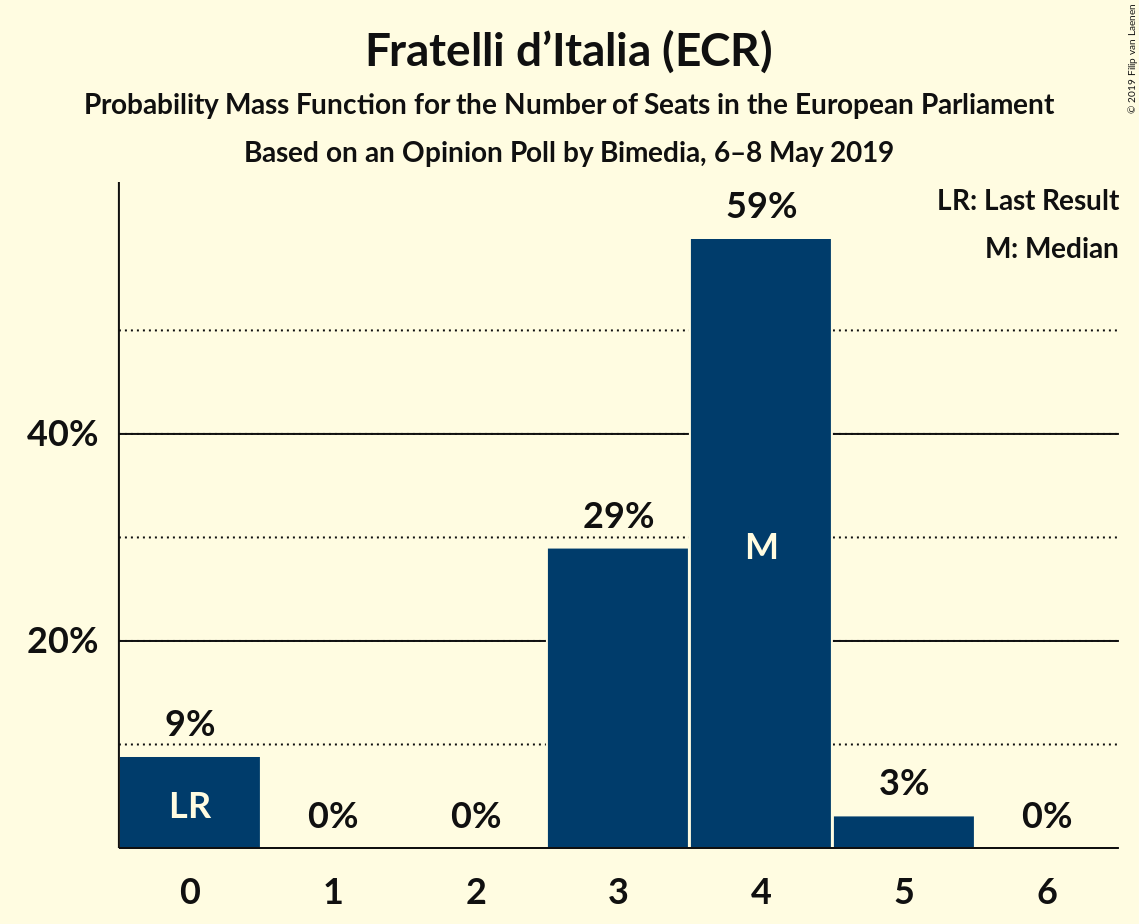 Fratelli d’Italia (ECR)
Probability Mass Function for the Number of Seats in the European Parliament
Based on an Opinion Poll by Bimedia, 6–8 May 2019
© 2019 Filip van Laenen
LR: Last Result
M: Median
59%
40%
29%
M
20%
9%
LR
0%
0%
3%
0%
0 1 2 3 4 5 6